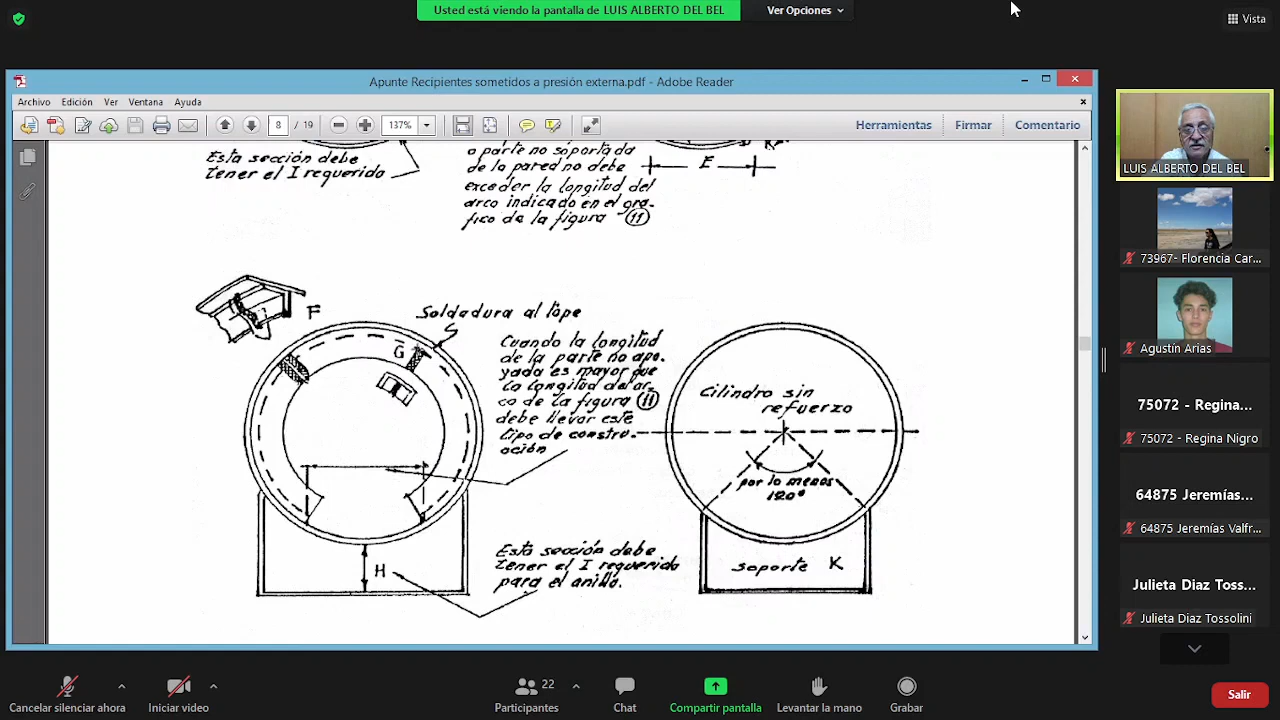 Usted está viendo la pantalla de LUIS ALBERTO DEL BEL
Ver Opciones
Vista
Apunte Recipientes sometidos a presión externa.pdf - Adobe Reader
Archivo Edición Ver Ventana Ayuda
8 / 19
137%
Herramientas Firmar Comentario
Esta sección debe
tener el I requerido
o parte no soportada
de la pared no debe
exceder la longitud del
arco indicado en el grá-
fico de la figura 11
E
F
Soldadura al tope
G
Cuando la longitud
de la parte no apo-
yada es mayor que
la longitud del ar-
co de la figura 11
debe llevar este
tipo de constru-
cción
H
Esta sección debe
tener el I requerido
para el anillo.
Cilindro sin
refuerzo
por lo menos
120°
soporte K
LUIS ALBERTO DEL BEL
73967- Florencia Car...
Agustín Arias
75072 - Regina...
75072 - Regina Nigro
64875 Jeremías...
64875 Jeremías Valfr...
Julieta Diaz Toss...
Julieta Diaz Tossolini
Cancelar silenciar ahora
Iniciar video
22
Participantes
Chat
Compartir pantalla
Levantar la mano
Grabar
Salir